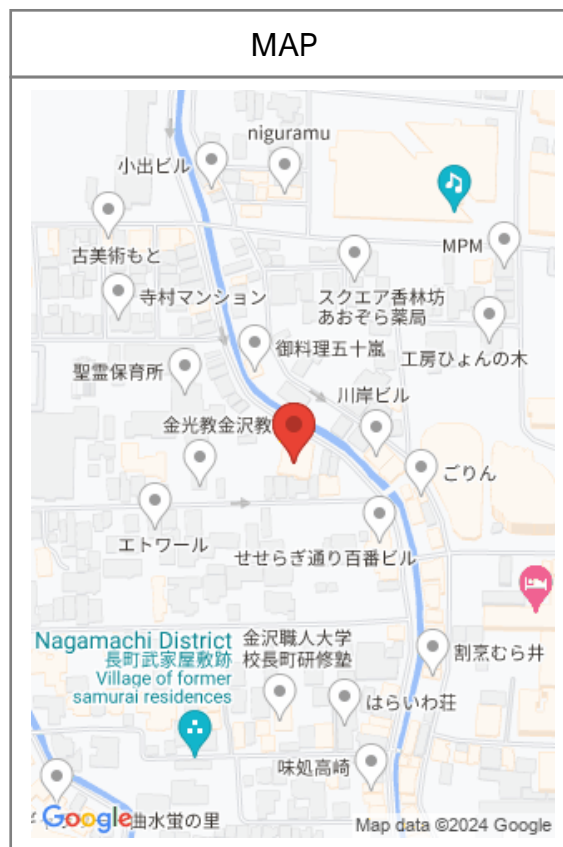 MAP
niguramu
小出ビル
MPM
古美術もと
寺村マンション
スクエア香林坊
あおぞら薬局
御料理五十嵐
工房ひょんの木
聖霊保育所
川岸ビル
金光教金沢教
ごりん
エトワール
せせらぎ通り百番ビル
Nagamachi District
長町武家屋敷跡
Village of former
samurai residences
金沢職人大学
校長町研修塾
割烹むら井
はらいわ荘
味処高崎
Google
曲水蛍の里
Map data ©2024 Google